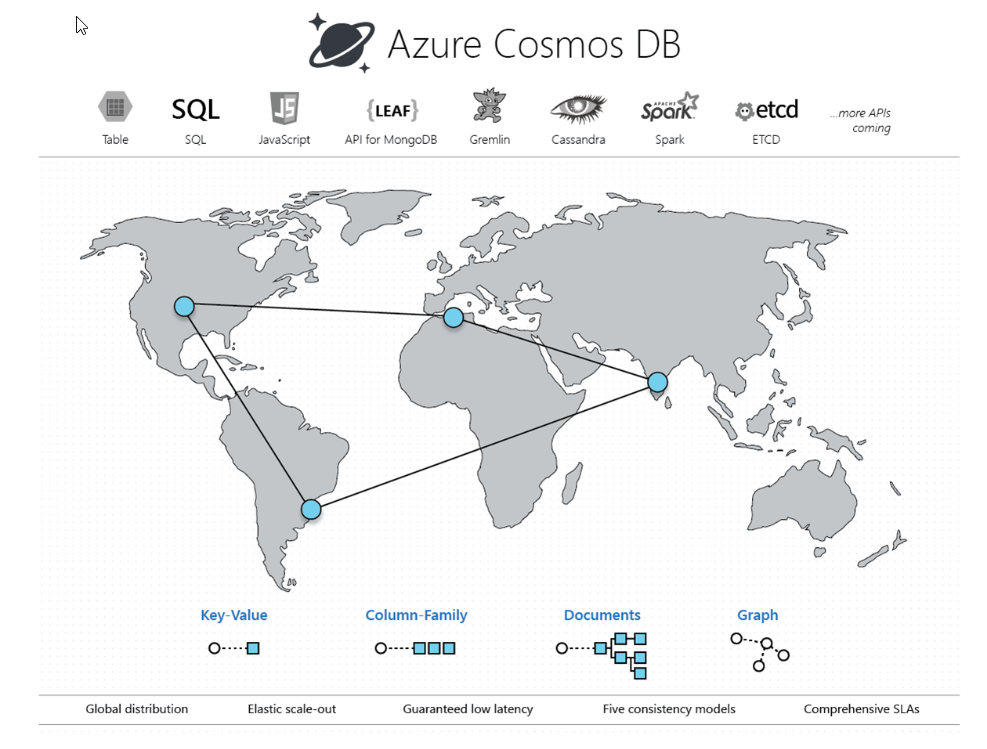 Azure Cosmos DB
JS
{LEAF}
APACHE
SQL
Spark
etcd
...more APIs
coming
Table
SQL
JavaScript
API for MongoDB
Gremlin
Cassandra
Spark
ETCD
Key-Value
Column-Family
Documents
Graph
Global distribution
Elastic scale-out
Guaranteed low latency
Five consistency models
Comprehensive SLAs